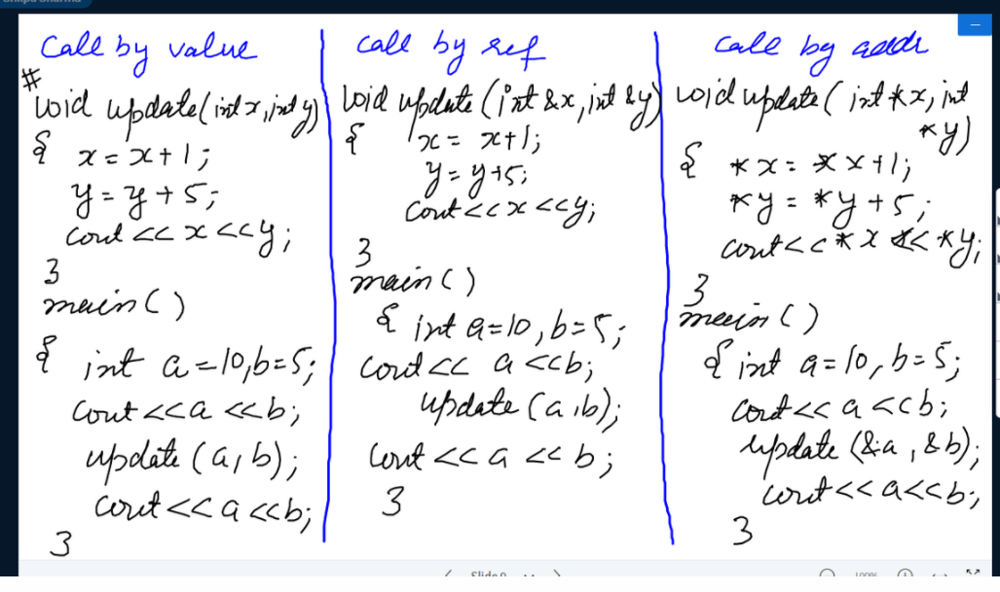 Call by value
#
void update(int x, int y)
{ x = x + 1;
y = y + 5;
cout << x << y;
}
main()
{ int a = 10, b = 5;
cout << a << b;
update (a, b);
cout << a << b;
}
call by ref
void update (int &x, int &y)
{ x = x + 1;
y = y + 5;
cout << x << y;
}
main()
{ int a = 10, b = 5;
cout << a << b;
update (a, b);
cout << a << b;
}
call by addr
void update (int *x, int
*y)
{ *x = *x + 1;
*y = *y + 5;
cout << *x << *y;
}
main()
{ int a = 10, b = 5;
cout << a << b;
update (&a, &b);
cout << a << b;
}
100%